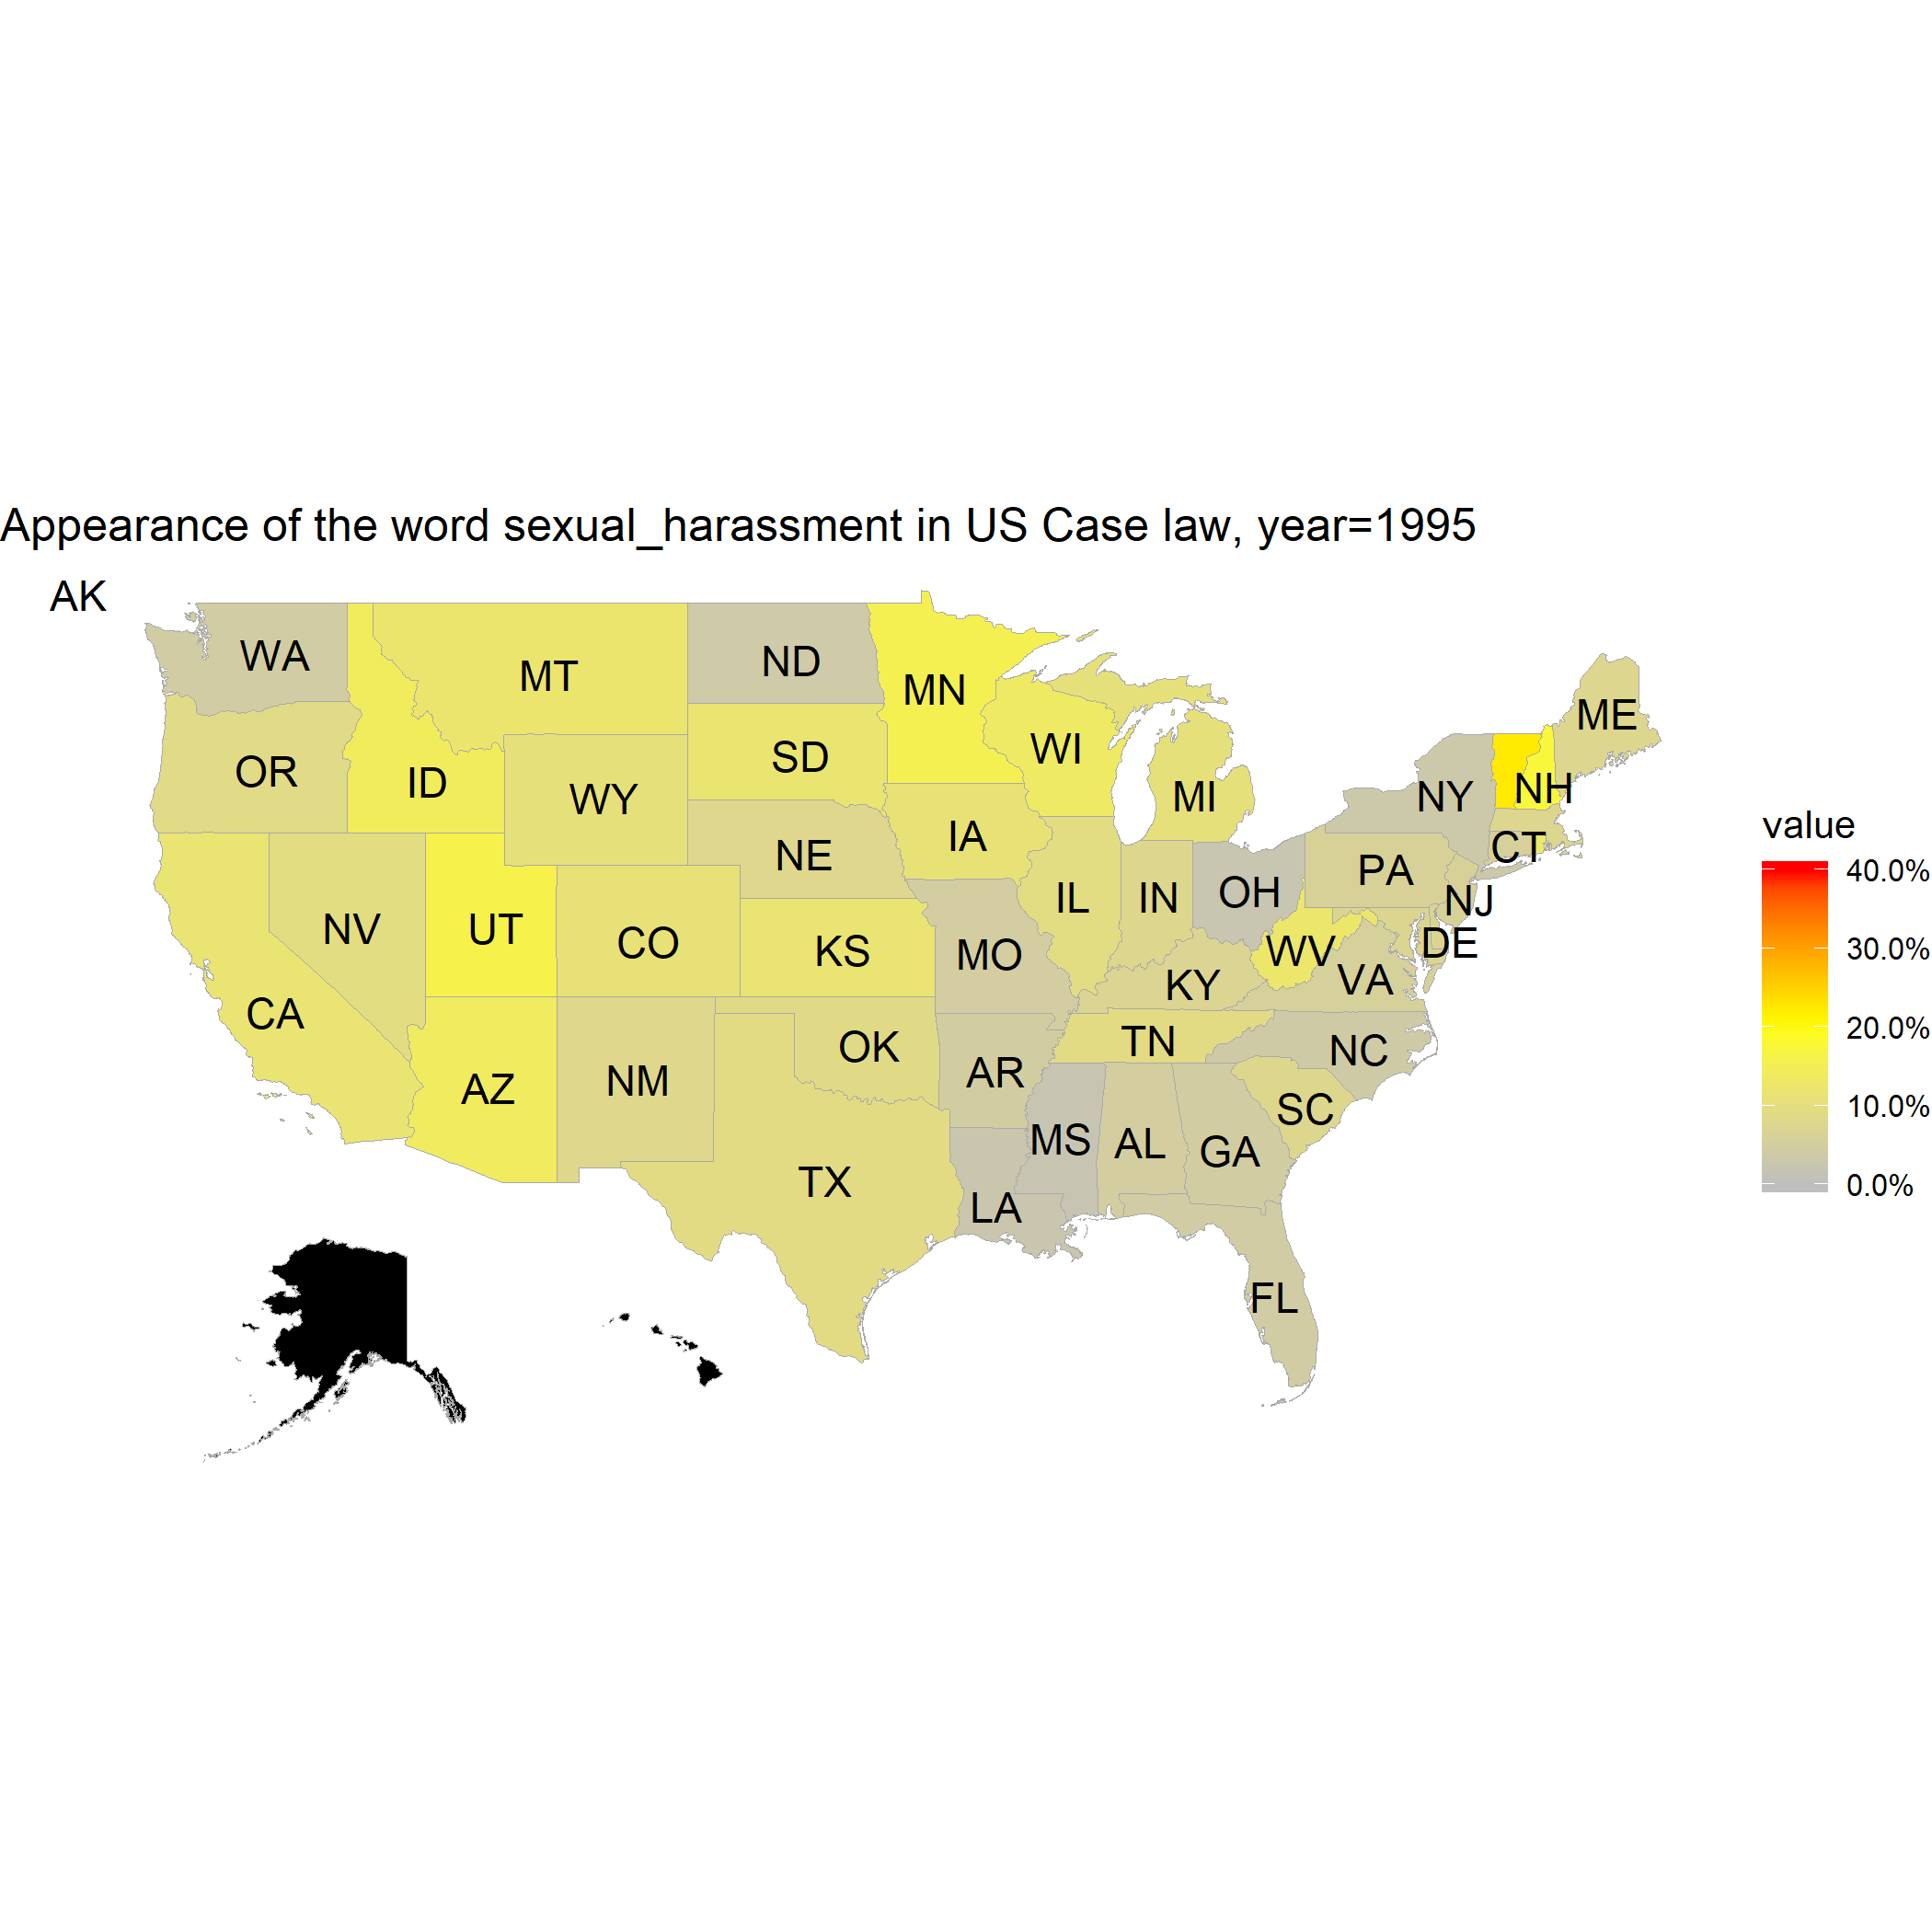 Appearance of the word sexual_harassment in US Case law, year=1995
AK
WA
MT
ND
MN
ME
OR
ID
SD
WI
WY
MI
NH
NY
value
IA
NE
CT
PA
40.0%
IL
IN
OH
NJ
NV
UT
CO
KS
MO
WV
DE
30.0%
KY
VA
CA
20.0%
OK
TN
NC
AZ
NM
AR
SC
10.0%
MS
AL
GA
TX
LA
0.0%
FL